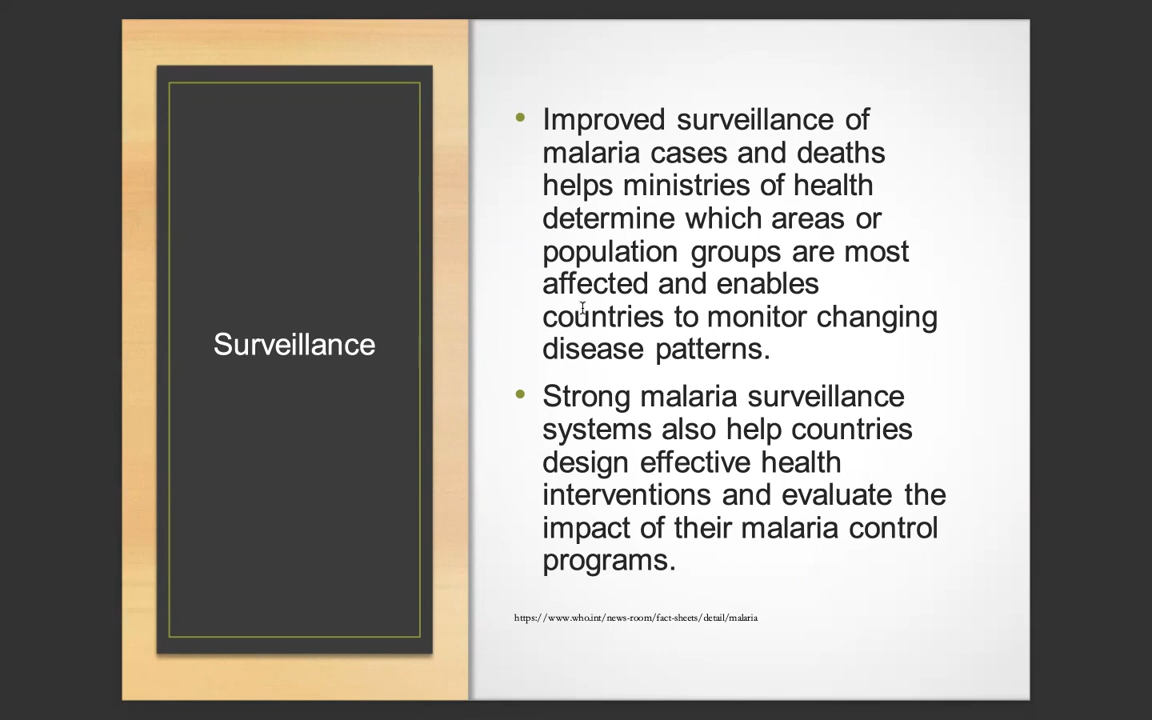 Surveillance
• Improved surveillance of
malaria cases and deaths
helps ministries of health
determine which areas or
population groups are most
affected and enables
countries to monitor changing
disease patterns.
• Strong malaria surveillance
systems also help countries
design effective health
interventions and evaluate the
impact of their malaria control
programs.
https://www.who.int/news-room/fact-sheets/detail/malaria